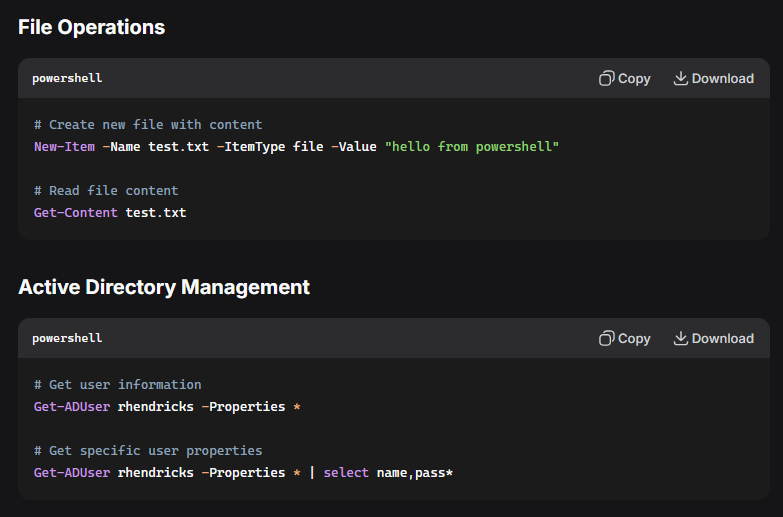 File Operations
powershell Copy Download
# Create new file with content
New-Item -Name test.txt -ItemType file -Value "hello from powershell"
# Read file content
Get-Content test.txt
Active Directory Management
powershell Copy Download
# Get user information
Get-ADUser rhendricks -Properties *
# Get specific user properties
Get-ADUser rhendricks -Properties * | select name,pass*